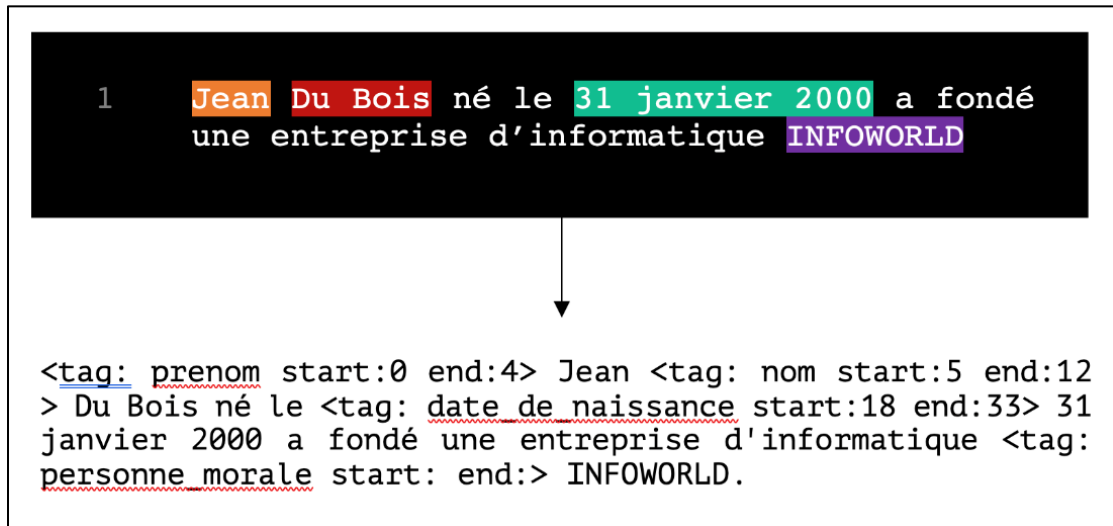 1 Jean Du Bois né le 31 janvier 2000 a fondé
une entreprise d’informatique INFOWORLD
<tag: prenom start:0 end:4> Jean <tag: nom start:5 end:12
> Du Bois né le <tag: date_de_naissance start:18 end:33> 31
janvier 2000 a fondé une entreprise d'informatique <tag:
personne_morale start: end:> INFOWORLD.